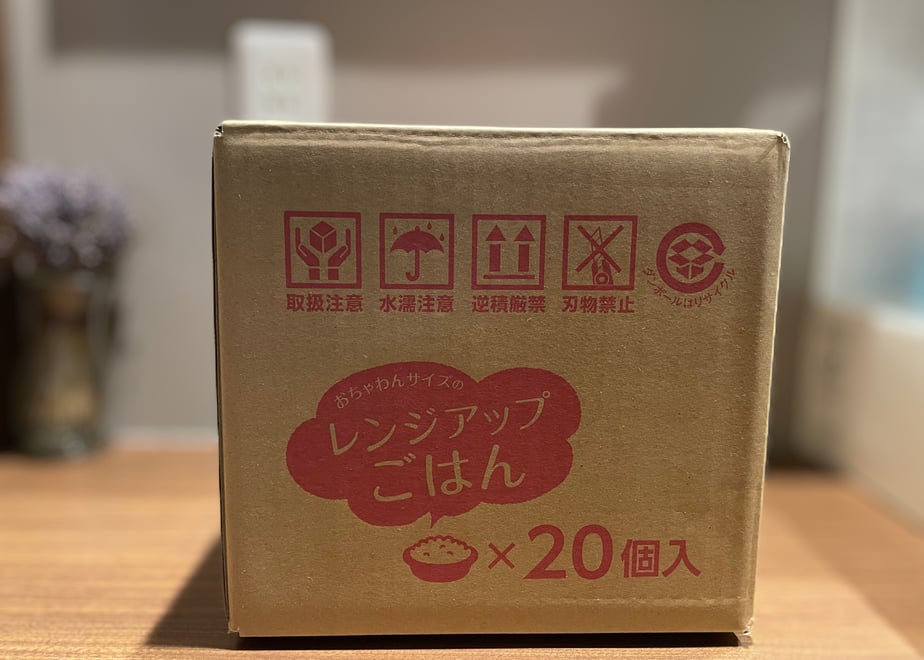 取扱注意 水濡注意 逆積厳禁 刃物禁止
ダンボールはリサイクル
おちゃわんサイズの
レンジアップ
ごはん
×20個入